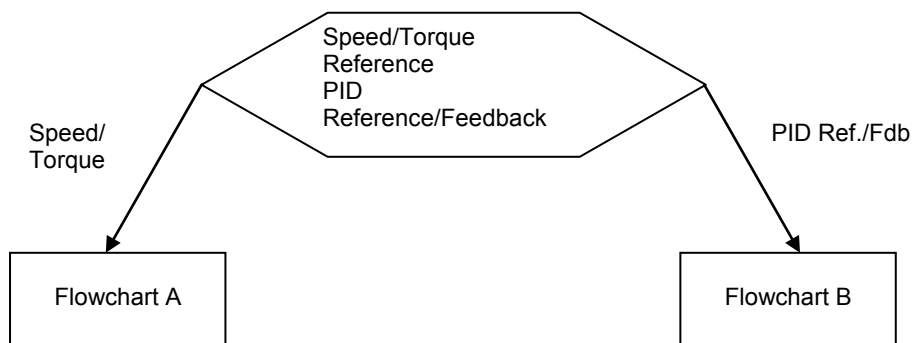 Speed/Torque
Reference
PID
Reference/Feedback
Speed/
Torque
PID Ref./Fdb
Flowchart A
Flowchart B